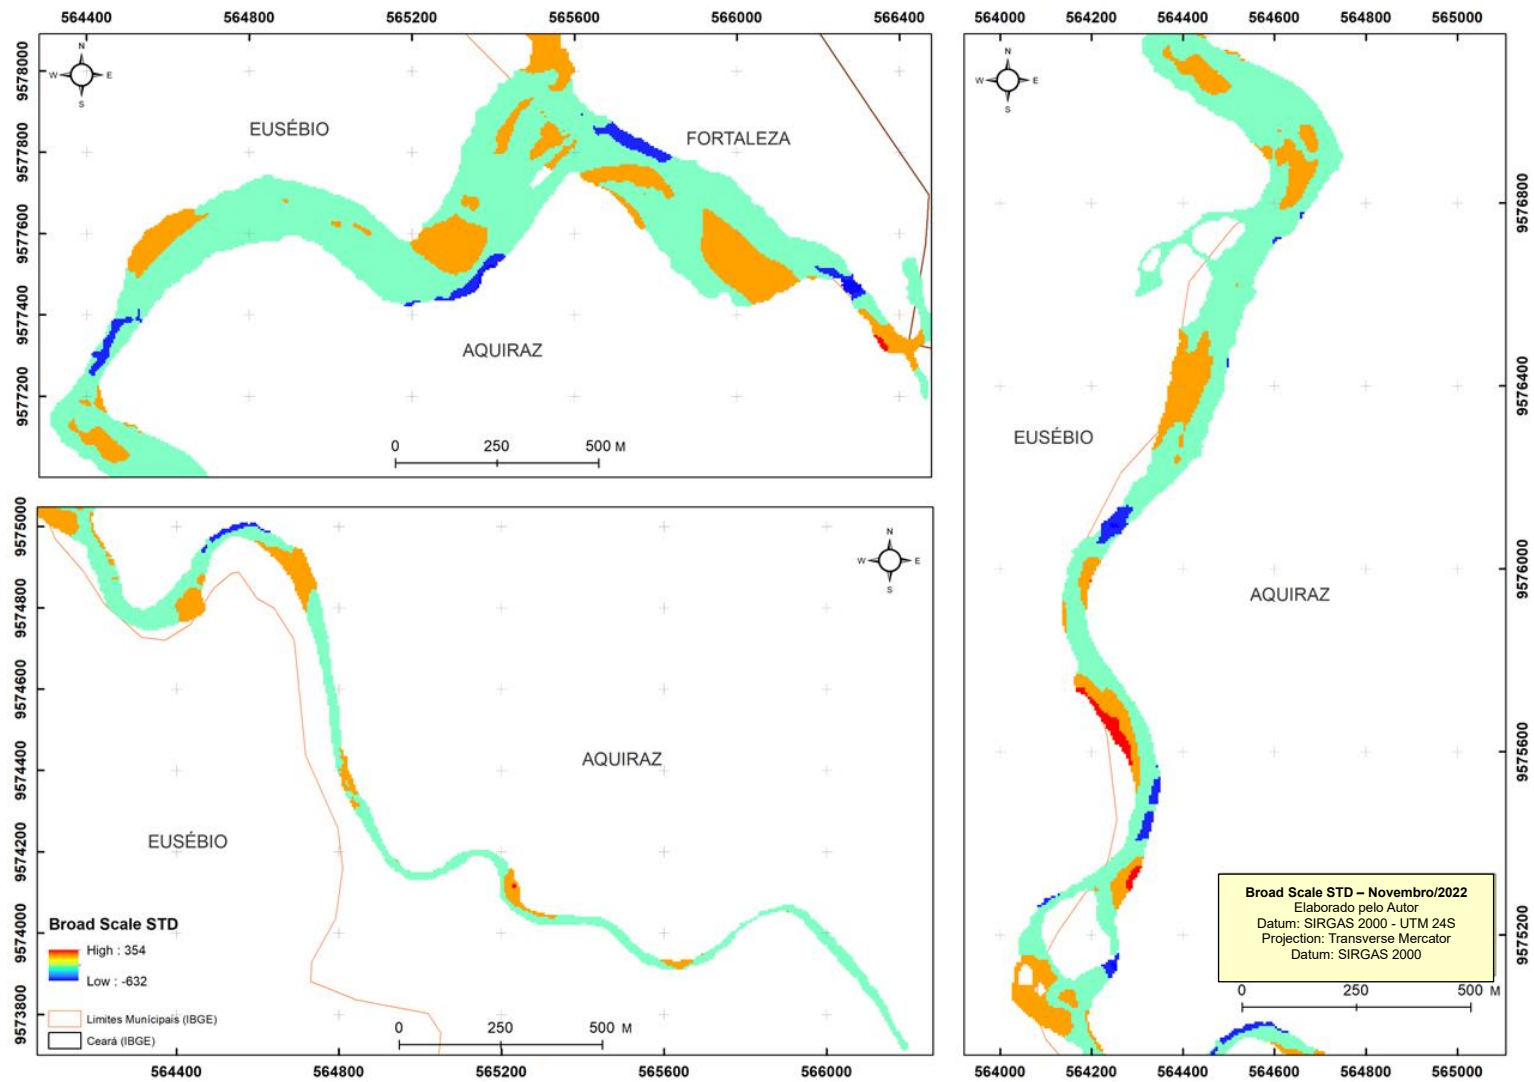 564400 564800 565200 565600 566000 566400
564000 564200 564400 564600 564800 565000
9578000
9577800
9577600
9577400
9577200
N
W E
S
EUSÉBIO
FORTALEZA
AQUIRAZ
0 250 500 M
9575000
9574800
9574600
9574400
9574200
9574000
9573800
N
W E
S
AQUIRAZ
EUSÉBIO
Broad Scale STD
High : 354
Low : -632
Limites Munícipais (IBGE)
Ceará (IBGE)
0 250 500 M
564400 564800 565200 565600 566000
N
W E
S
9576800
9576400
9576000
9575600
9575200
EUSÉBIO
AQUIRAZ
Broad Scale STD – Novembro/2022
Elaborado pelo Autor
Datum: SIRGAS 2000 - UTM 24S
Projection: Transverse Mercator
Datum: SIRGAS 2000
0 250 500 M
564000 564200 564400 564600 564800 565000